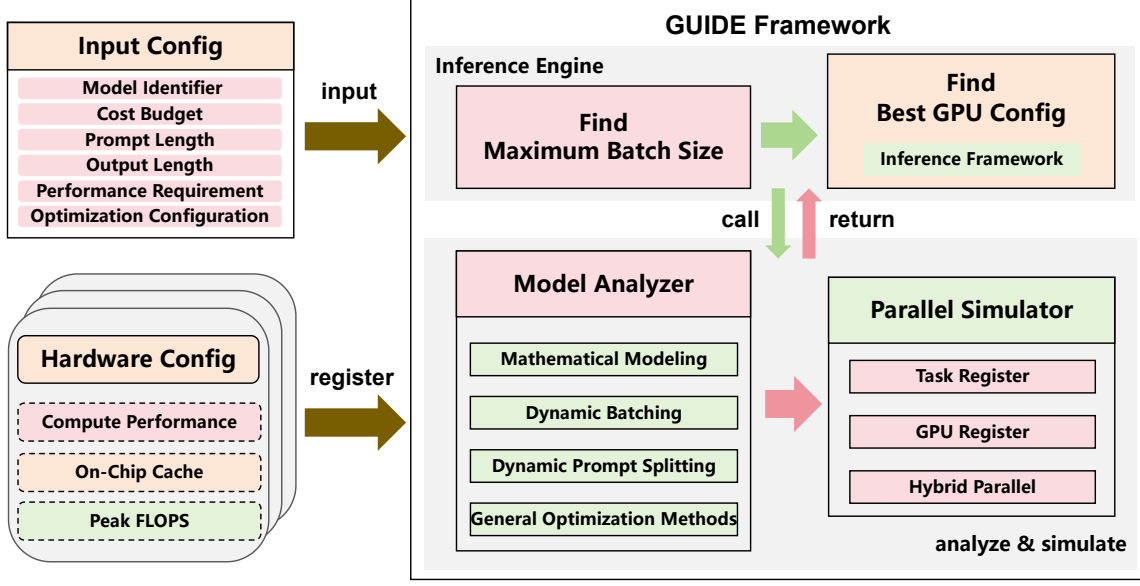 Input Config
Model Identifier
Cost Budget
Prompt Length
Output Length
Performance Requirement
Optimization Configuration
input
Hardware Config
Compute Performance
On-Chip Cache
Peak FLOPS
register
GUIDE Framework
Inference Engine
Find
Maximum Batch Size
Find
Best GPU Config
Inference Framework
call
return
Model Analyzer
Mathematical Modeling
Dynamic Batching
Dynamic Prompt Splitting
General Optimization Methods
Parallel Simulator
Task Register
GPU Register
Hybrid Parallel
analyze & simulate